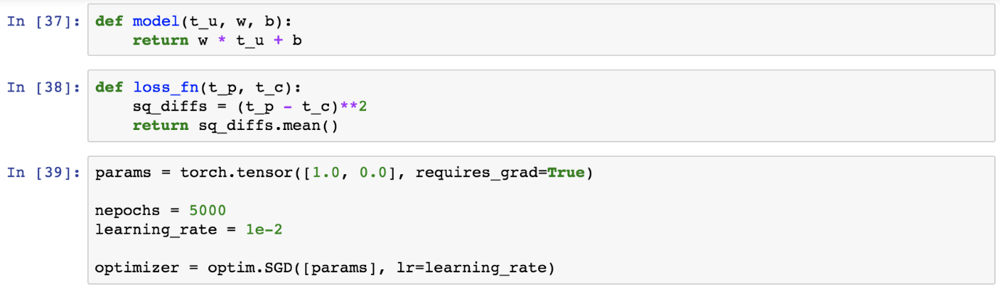 In [37]: def model(t_u, w, b):
    return w * t_u + b
In [38]: def loss_fn(t_p, t_c):
    sq_diffs = (t_p - t_c)**2
    return sq_diffs.mean()
In [39]: params = torch.tensor([1.0, 0.0], requires_grad=True)
nepochs = 5000
learning_rate = 1e-2
optimizer = optim.SGD([params], lr=learning_rate)